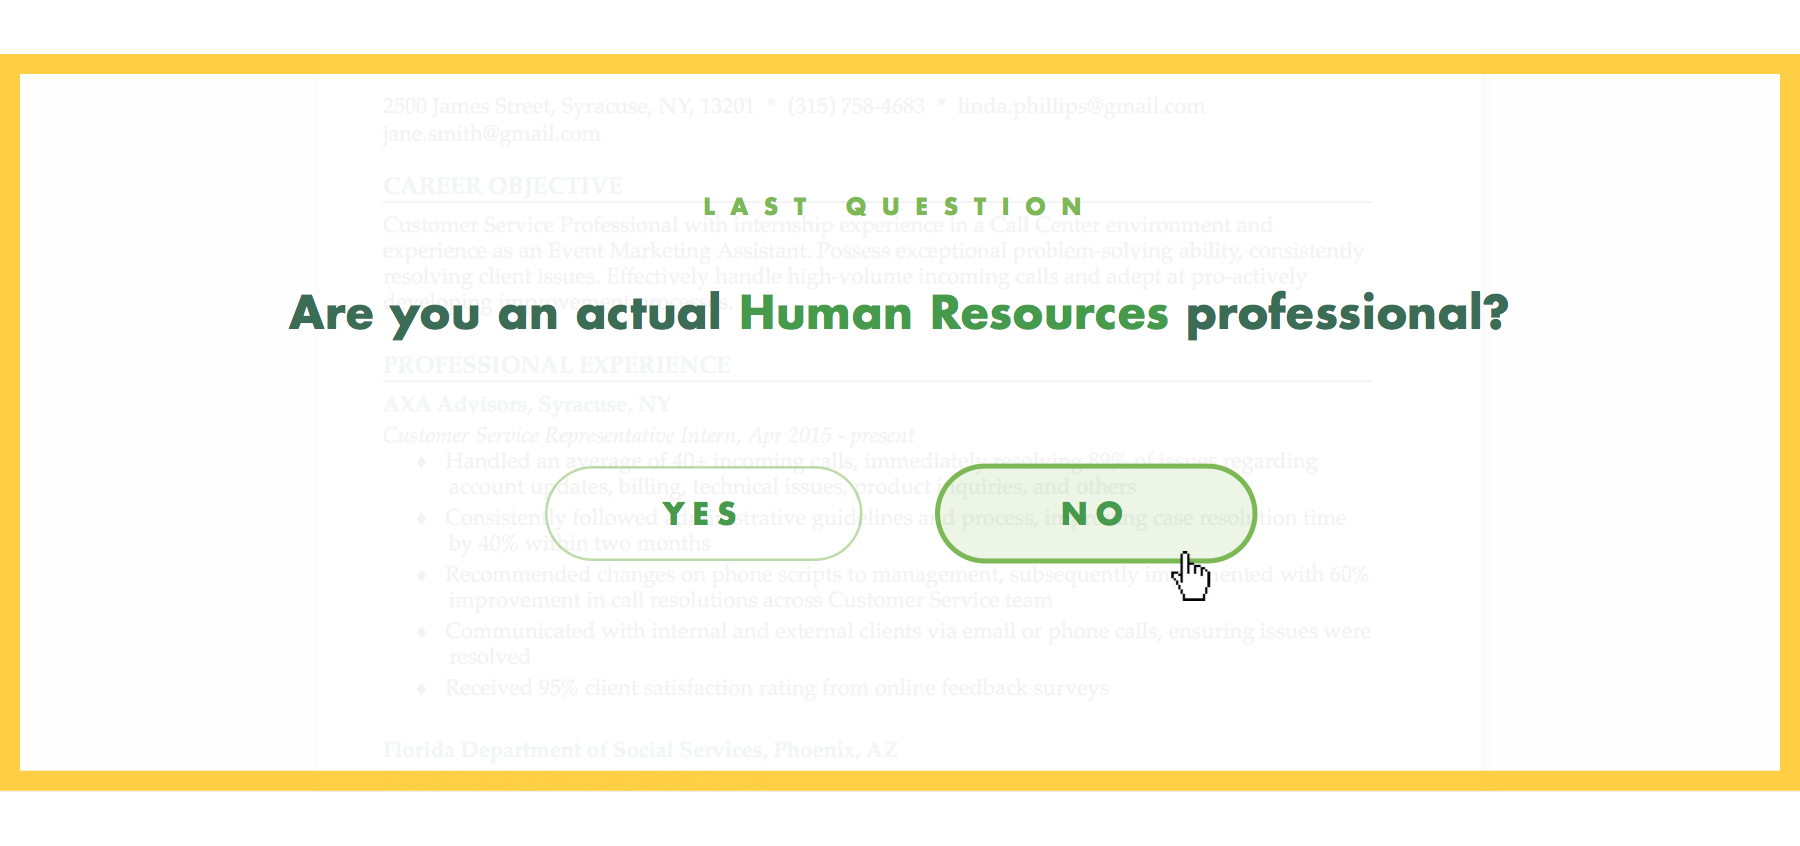 2500 James Street, Syracuse, NY, 13201 * (315) 758-4683 * linda.phillips@gmail.com
jane.smith@gmail.com
CAREER OBJECTIVE
LAST QUESTION
Customer Service Professional with internship experience in a Call Center environment and
experience as an Event Marketing Assistant. Possess exceptional problem-solving ability, consistently
resolving client issues. Effectively handle high-volume incoming calls and adept at pro-actively
developing improvement processes.
Are you an actual Human Resources professional?
PROFESSIONAL EXPERIENCE
AXA Advisors, Syracuse, NY
Customer Service Representative Intern, Apr 2015 - present
♦ Handled an average of 40+ incoming calls, immediately resolving 89% of issues regarding
account updates, billing, technical issues, product inquiries, and others
YES
NO
♦ Consistently followed administrative guidelines and process, improving case resolution time
by 40% within two months
♦ Recommended changes on phone scripts to management, subsequently implemented with 60%
improvement in call resolutions across Customer Service team
♦ Communicated with internal and external clients via email or phone calls, ensuring issues were
resolved
♦ Received 95% client satisfaction rating from online feedback surveys
Florida Department of Social Services, Phoenix, AZ